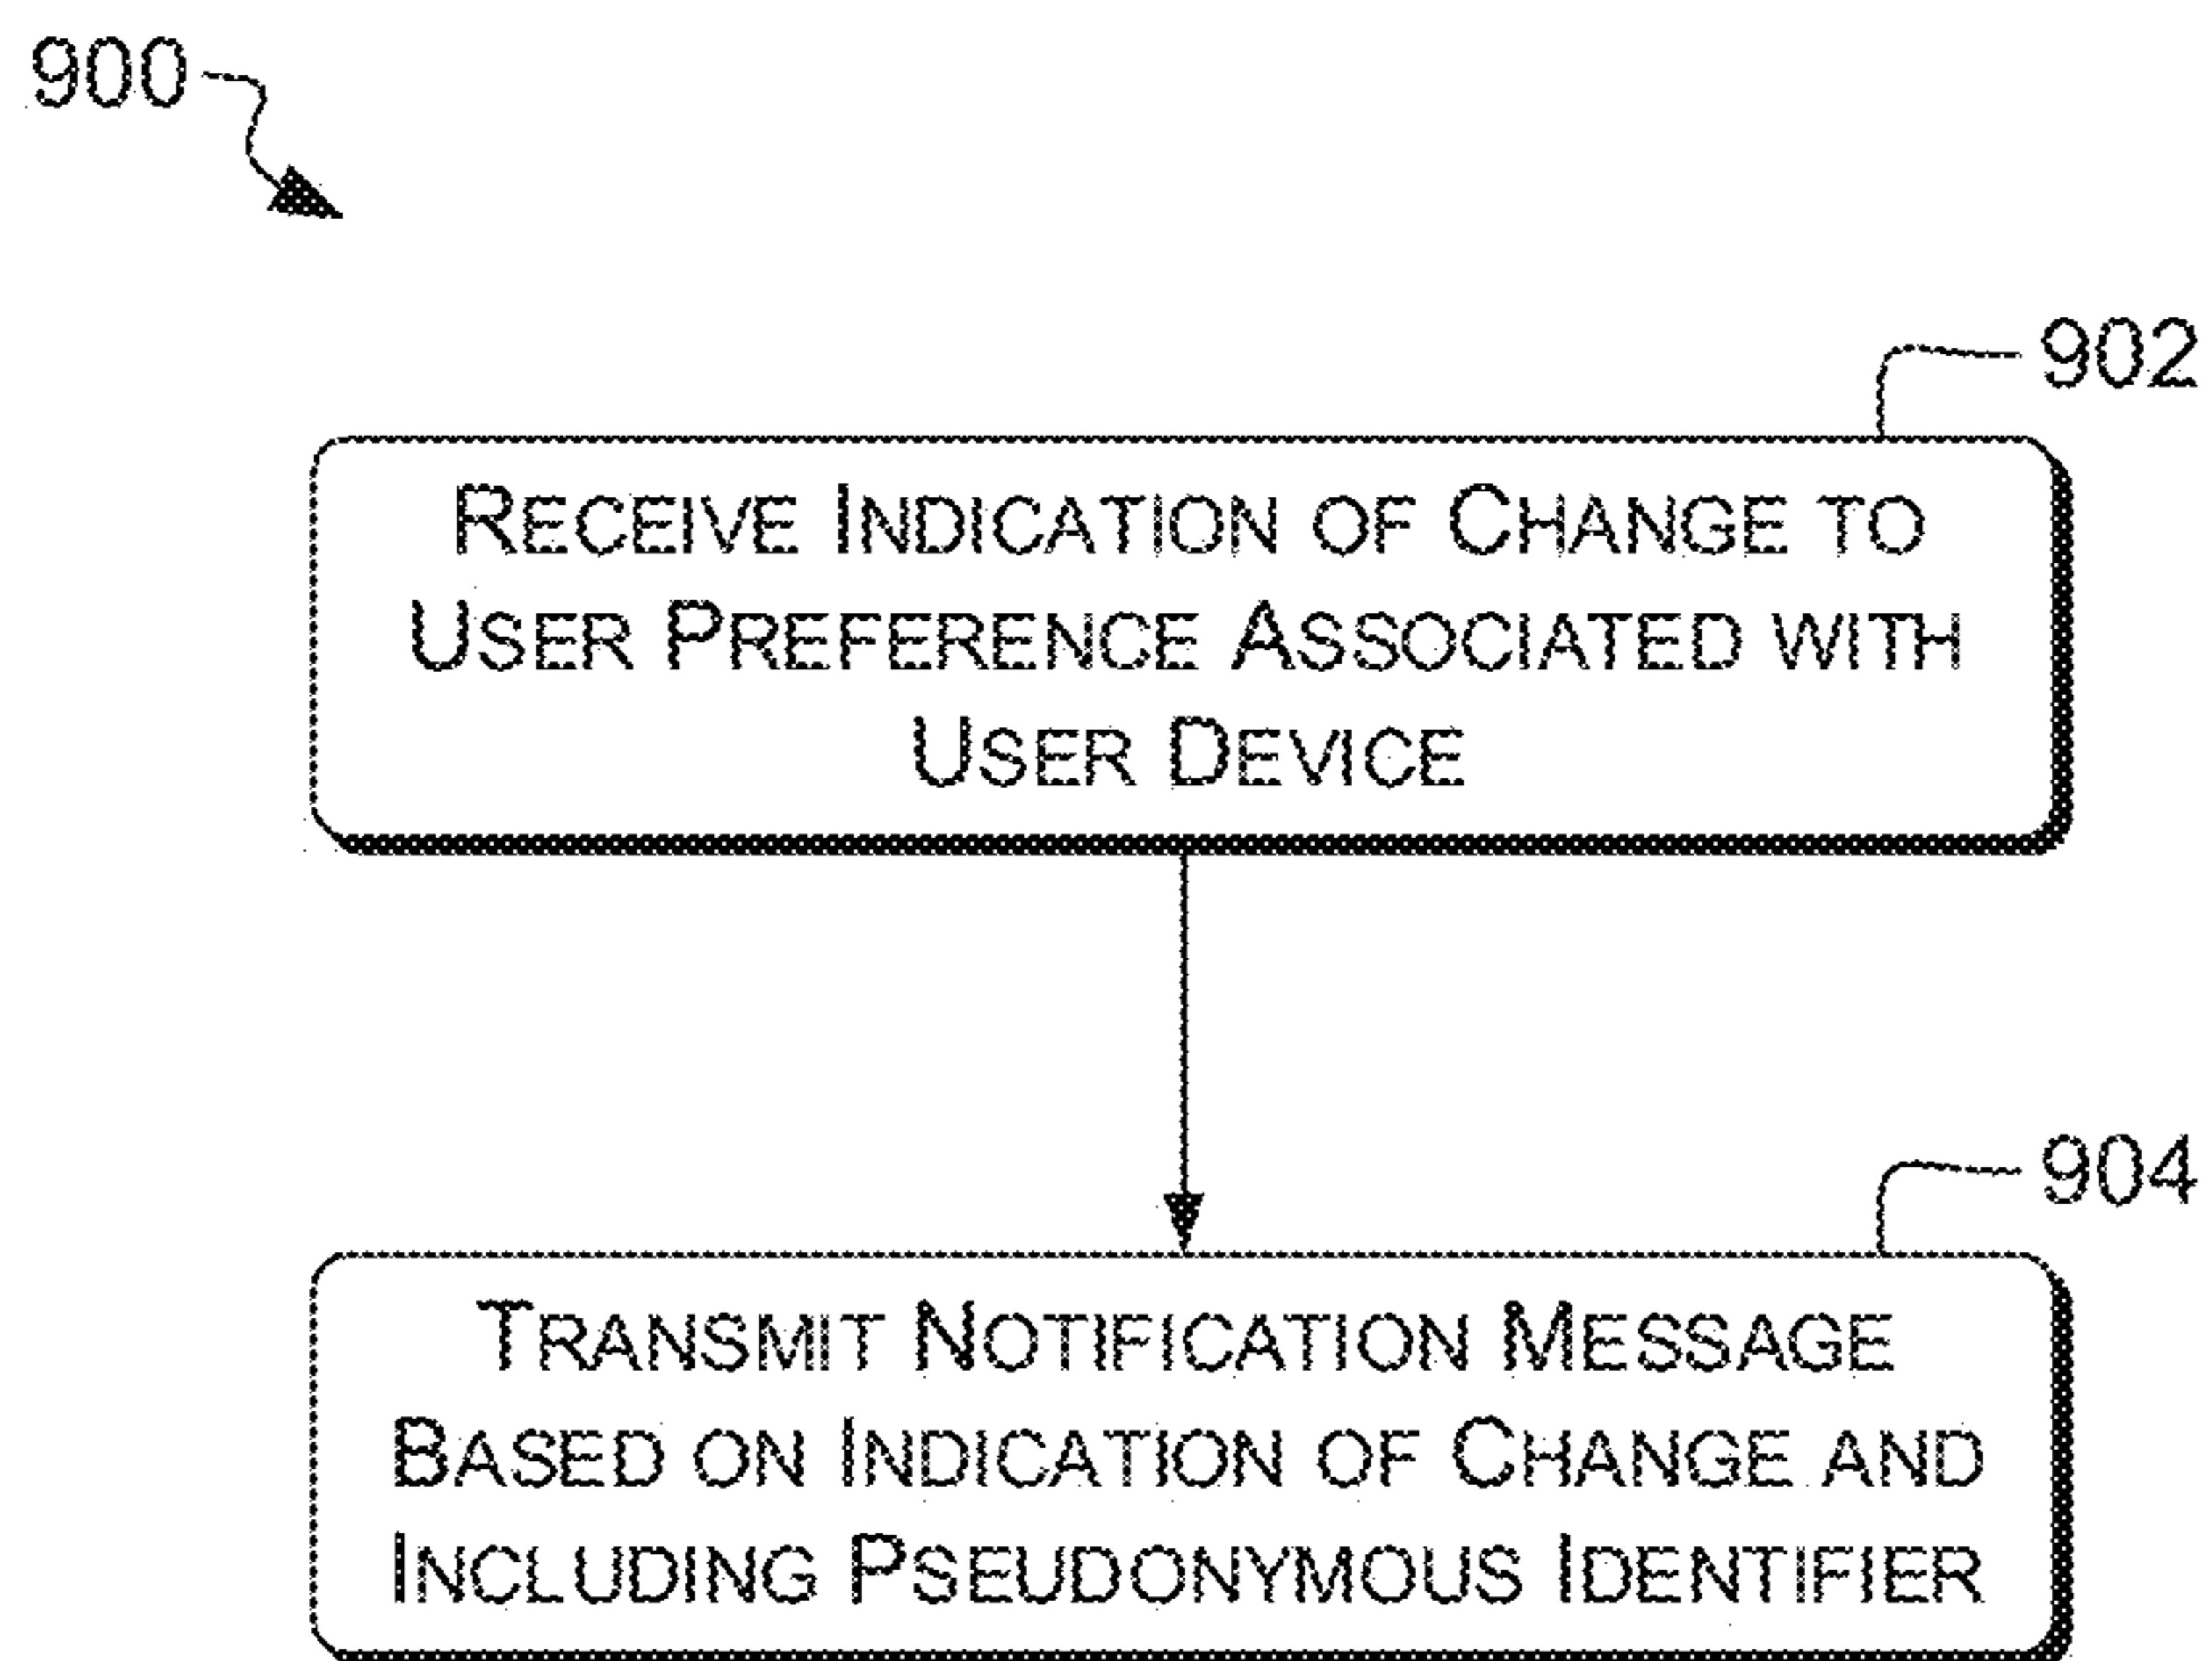 900
902
RECEIVE INDICATION OF CHANGE TO
USER PREFERENCE ASSOCIATED WITH
USER DEVICE
904
TRANSMIT NOTIFICATION MESSAGE
BASED ON INDICATION OF CHANGE AND
INCLUDING PSEUDONYMOUS IDENTIFIER